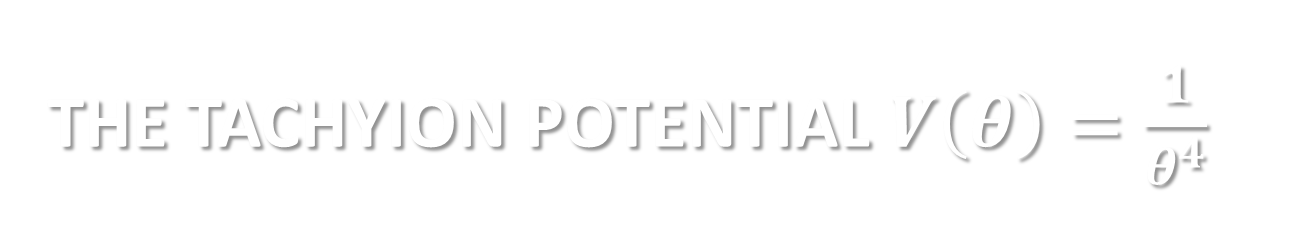 THE TACHYION POTENTIAL V(θ) = 1/θ⁴